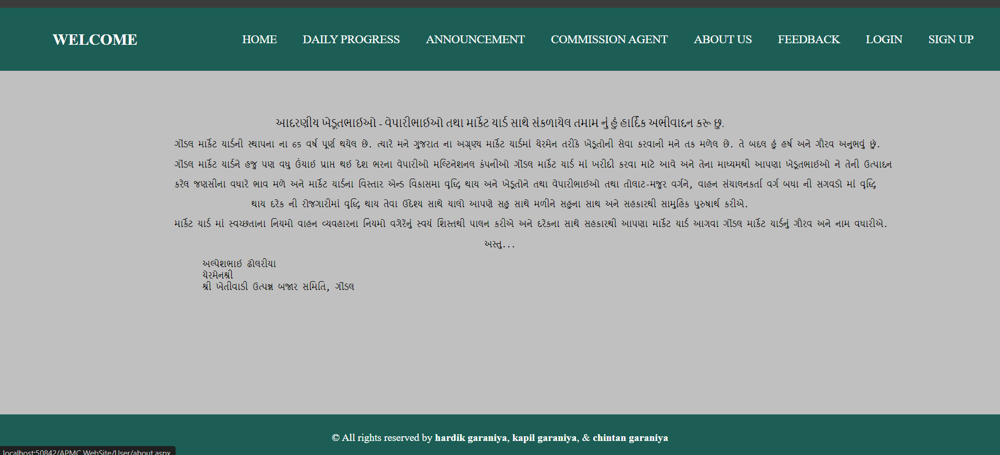 WELCOME HOME DAILY PROGRESS ANNOUNCEMENT COMMISSION AGENT ABOUT US FEEDBACK LOGIN SIGN UP
આદરણીય ખેડૂતભાઈઓ - વેપારીભાઈઓ તથા માર્કેટ યાર્ડ સાથે સંકળાયેલ તમામ નું હું હાર્દિક અભીવાદન કરૂ છુ.
ગોંડલ માર્કેટ યાર્ડની સ્થાપના ના 65 વર્ષ પૂર્ણ થયેલ છે. ત્યારે મને ગુજરાત ના અગ્રણ્ય માર્કેટ યાર્ડમાં ચેરમેન તરીકે ખેડૂતોની સેવા કરવાની મને તક મળેલ છે. તે બદલ હું હર્ષ અને ગૌરવ અનુભવું છું.
ગોંડલ માર્કેટ યાર્ડને હજુ પણ વધુ ઉંચાઈ પ્રાપ્ત થઈ દેશ ભરના વેપારીઓ મલ્ટિનેશનલ કંપનીઓ ગોંડલ માર્કેટ યાર્ડ માં ખરીદી કરવા માટે આવે અને તેના માધ્યમથી આપણા ખેડૂતભાઈઓ ને તેની ઉત્પાદન
કરેલ જણસીના વધારે ભાવ મળે અને માર્કેટ યાર્ડના વિસ્તાર એન્ડ વિકાસમા વૃધ્ધિ થાય અને ખેડૂતોને તથા વેપારીભાઈઓ તથા તોલાટ-મજુર વર્ગને, વાહન સંચાલનકર્તા વર્ગ બધા ની સગવડો માં વૃધ્ધિ
થાય દરેક ની રોજગારીમાં વૃધ્ધિ થાય તેવા ઉદેશ્ય સાથે ચાલો આપણે સહુ સાથે મળીને સહુના સાથ અને સહકારથી સામુહિક પુરુષાર્થ કરીએ.
માર્કેટ યાર્ડ માં સ્વચ્છતાના નિયમો વાહન વ્યવહારના નિયમો વગેરેનું સ્વયં શિસ્તથી પાલન કરીએ અને દરેકના સાથે સહકારથી આપણા માર્કેટ યાર્ડ આગવા ગોંડલ માર્કેટ યાર્ડનું ગૌરવ અને નામ વધારીએ.
અસ્તુ...
અલ્પેશભાઈ ઢોલરીયા
ચેરમેનશ્રી
શ્રી ખેતીવાડી ઉત્પન્ન બજાર સમિતિ, ગોંડલ
© All rights reserved by hardik garaniya, kapil garaniya, & chintan garaniya
localhost:50842/APMC WebSite/User/about.aspx